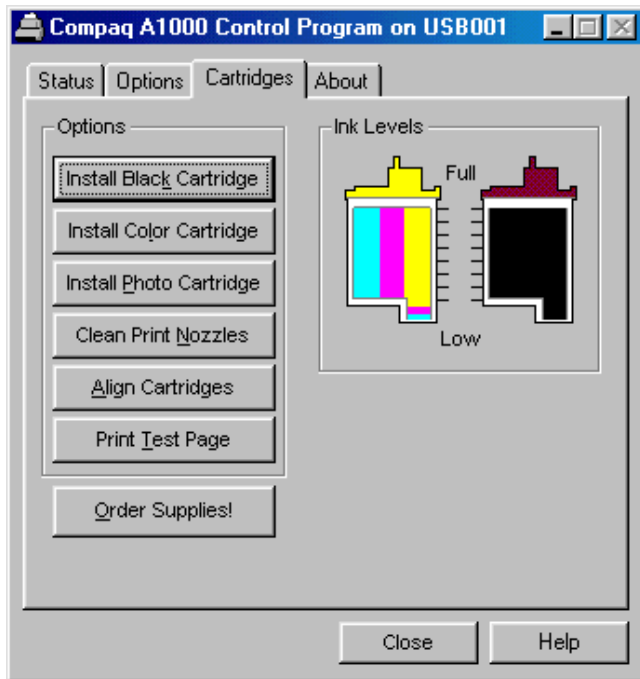 Compaq A1000 Control Program on USB001
Status Options Cartridges About
Options
Install Black Cartridge
Install Color Cartridge
Install Photo Cartridge
Clean Print Nozzles
Align Cartridges
Print Test Page
Order Supplies!
Ink Levels
Full
Low
Close Help